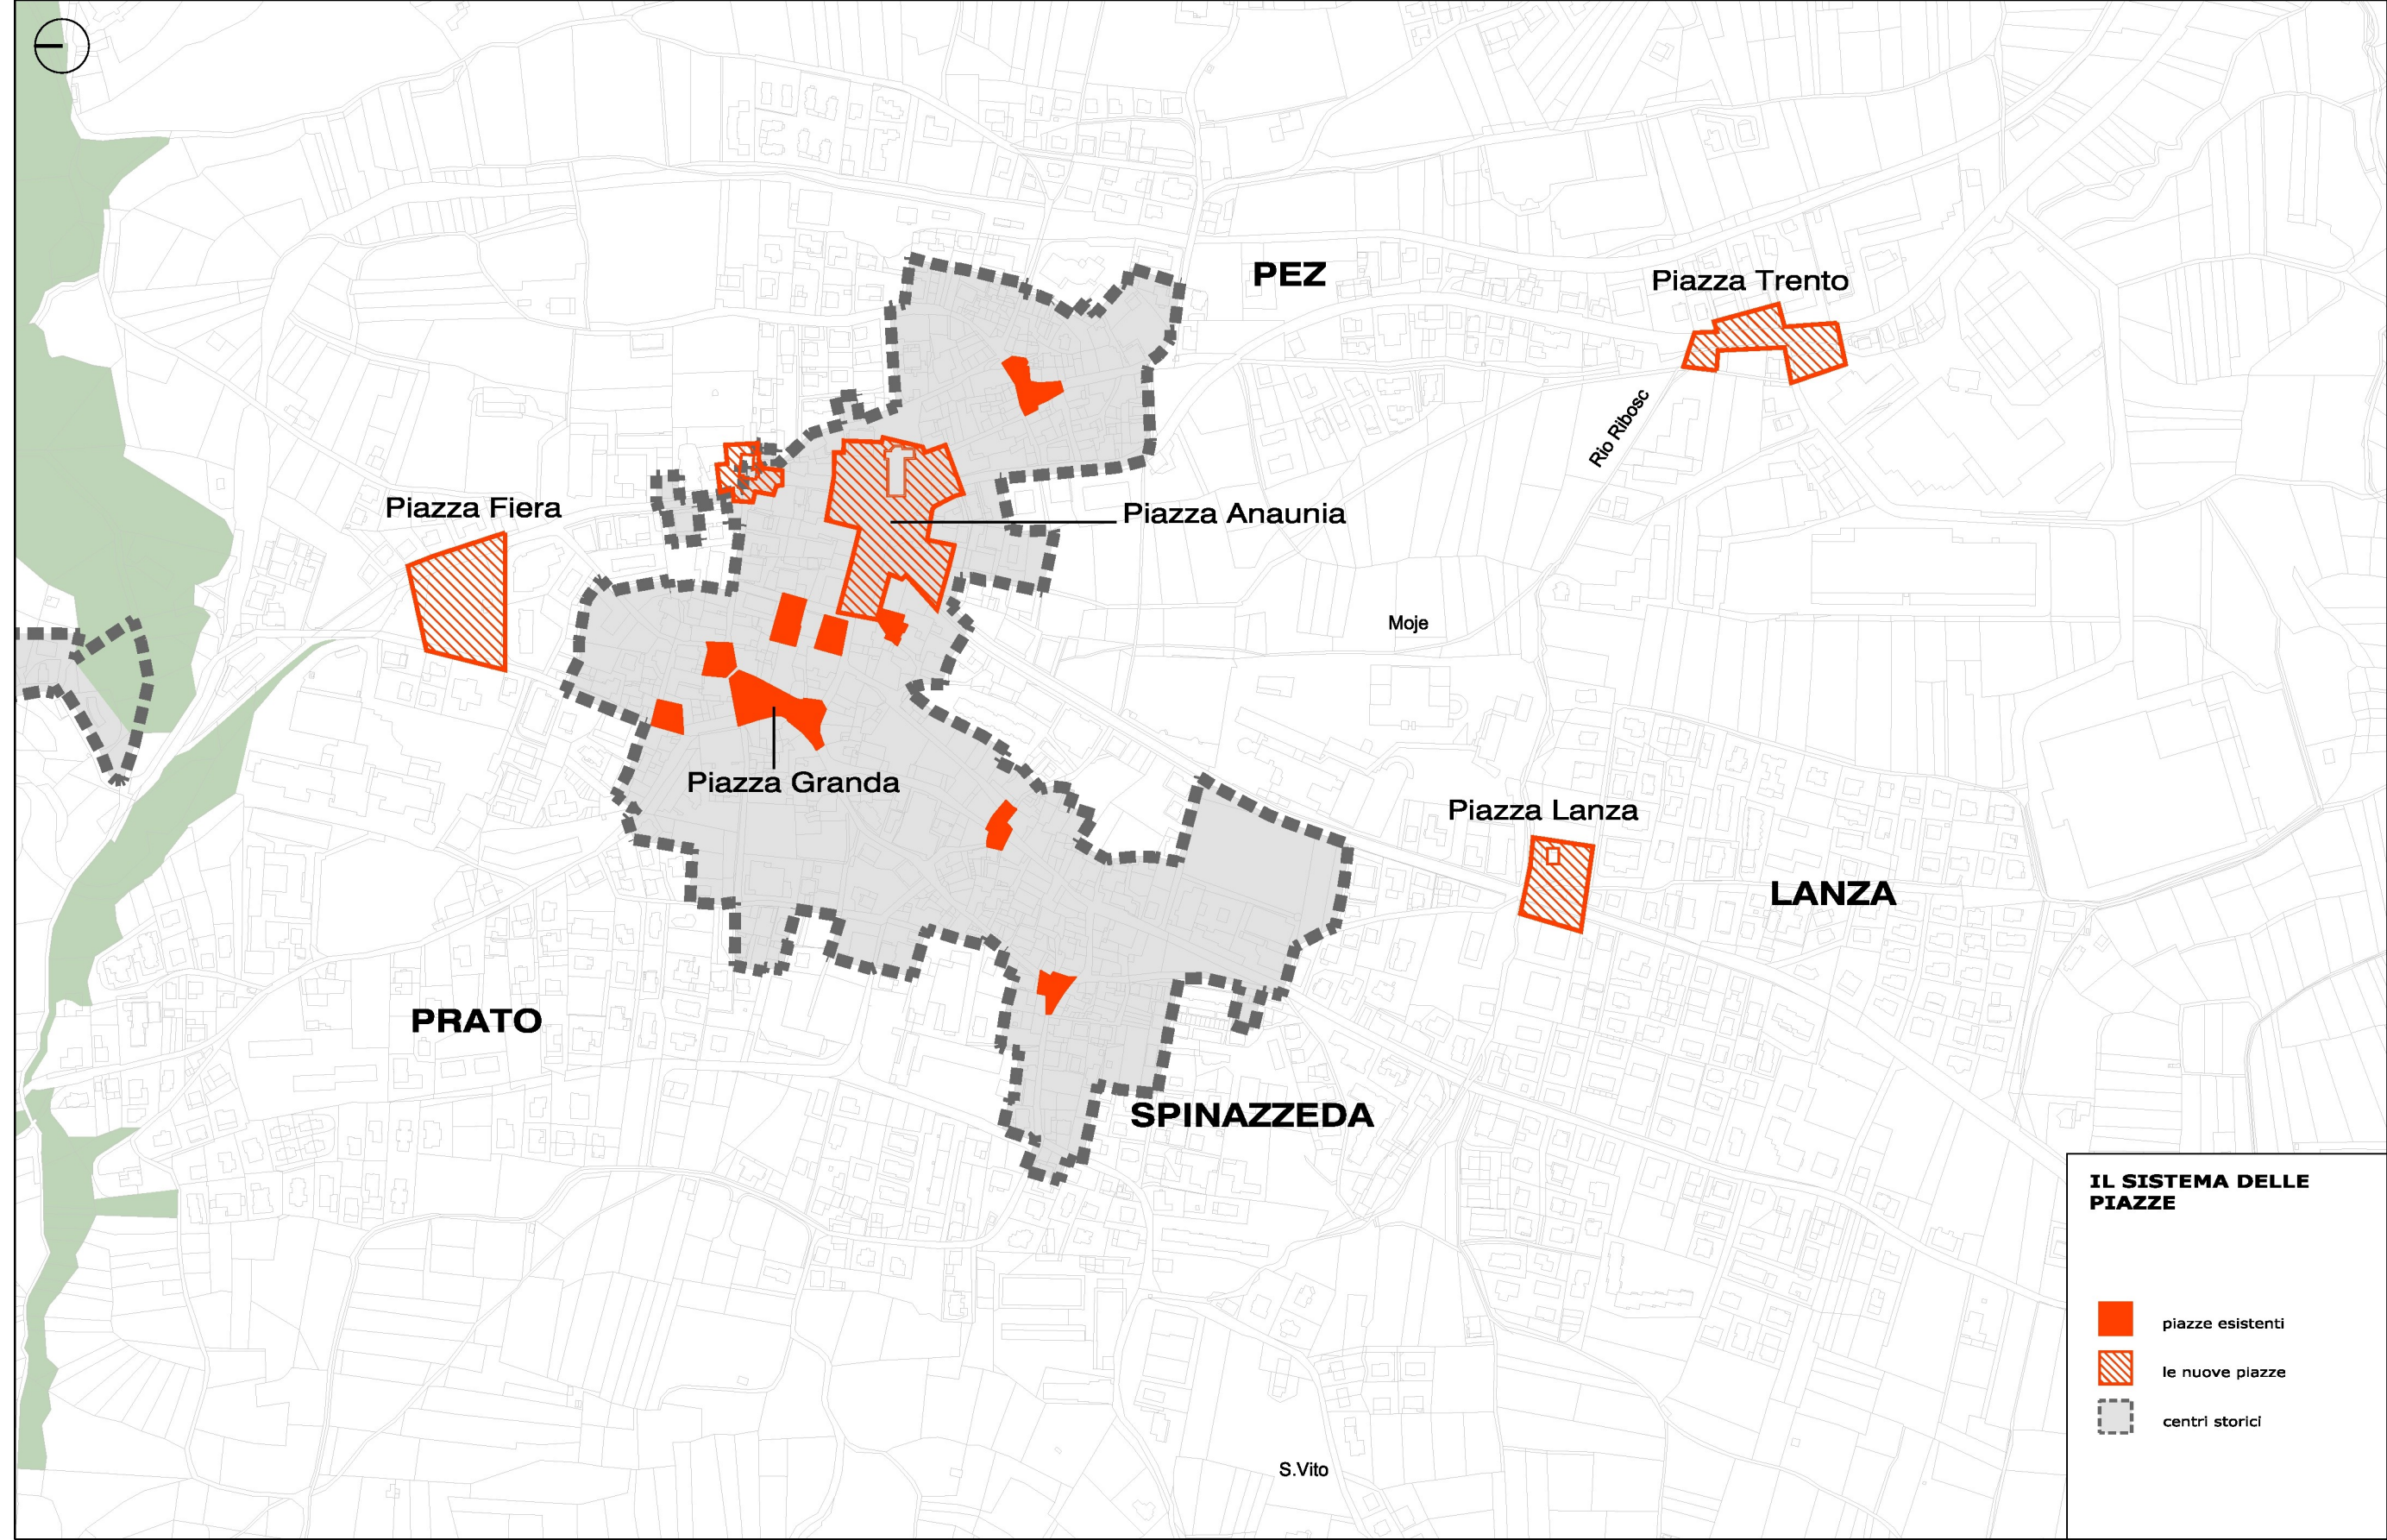 PEZ
Piazza Trento
Rio Ribosc
Piazza Fiera
Piazza Anaunia
Moje
Piazza Granda
Piazza Lanza
LANZA
PRATO
SPINAZZEDA
S.Vito
IL SISTEMA DELLE
PIAZZE
piazze esistenti
le nuove piazze
centri storici